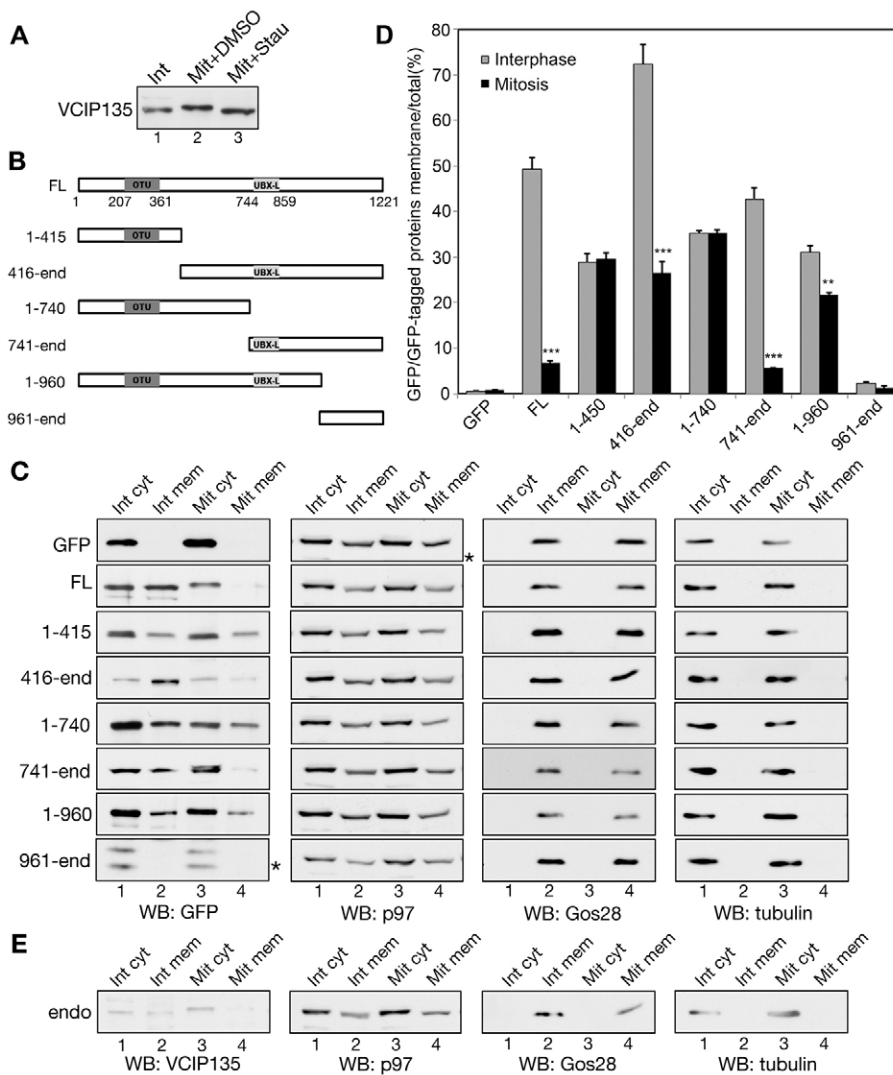 A
Int
Mit+DMSO
Mit+Stau
VCIP135
1 2 3
B
FL
OTU UBX-L
1 207 361 744 859 1221
1-415
OTU
416-end
UBX-L
1-740
OTU
741-end
UBX-L
1-960
OTU UBX-L
961-end
D
GFP/GFP-tagged proteins membrane/total(%)
80
70
60
50
40
30
20
10
0
Interphase
Mitosis
***
***
***
**
GFP
FL
1-450
416-end
1-740
741-end
1-960
961-end
C
Int cyt Int mem Mit cyt Mit mem
Int cyt Int mem Mit cyt Mit mem
Int cyt Int mem Mit cyt Mit mem
Int cyt Int mem Mit cyt Mit mem
GFP
*
FL
1-415
416-end
1-740
741-end
1-960
961-end
*
1 2 3 4
1 2 3 4
1 2 3 4
1 2 3 4
WB: GFP
WB: p97
WB: Gos28
WB: tubulin
E
Int cyt Int mem Mit cyt Mit mem
Int cyt Int mem Mit cyt Mit mem
Int cyt Int mem Mit cyt Mit mem
Int cyt Int mem Mit cyt Mit mem
endo
1 2 3 4
1 2 3 4
1 2 3 4
1 2 3 4
WB: VCIP135
WB: p97
WB: Gos28
WB: tubulin